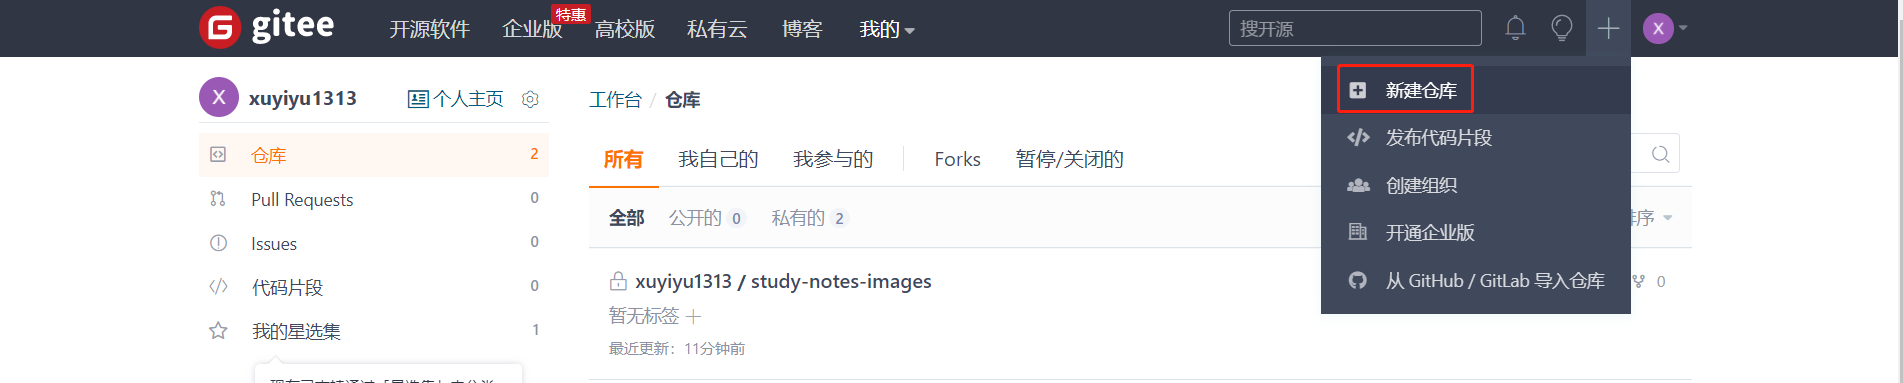 gitee 开源软件 企业版 特惠 高校版 私有云 博客 我的 搜开源 X
新建仓库
发布代码片段
创建组织
开通企业版
从 GitHub / GitLab 导入仓库
X xuyiyu1313 个人主页
仓库 2
Pull Requests 0
Issues 0
代码片段 0
我的星选集 1
工作台 / 仓库
所有 我自己的 我参与的 Forks 暂停/关闭的
全部 公开的 0 私有的 2 序
xuyiyu1313 / study-notes-images 0
暂无标签
最近更新：11分钟前